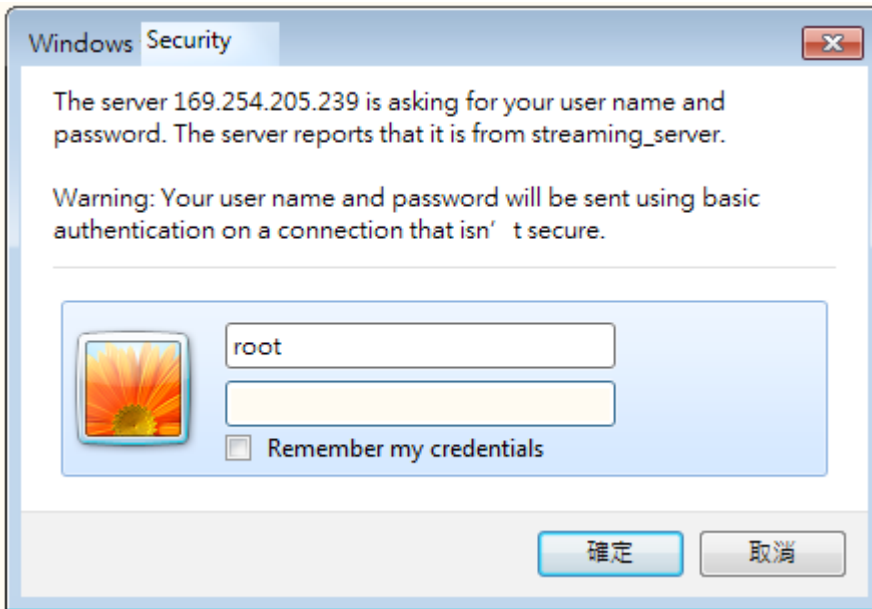 Windows Security
The server 169.254.205.239 is asking for your user name and
password. The server reports that it is from streaming_server.
Warning: Your user name and password will be sent using basic
authentication on a connection that isn’t secure.
root
Remember my credentials
確定 取消